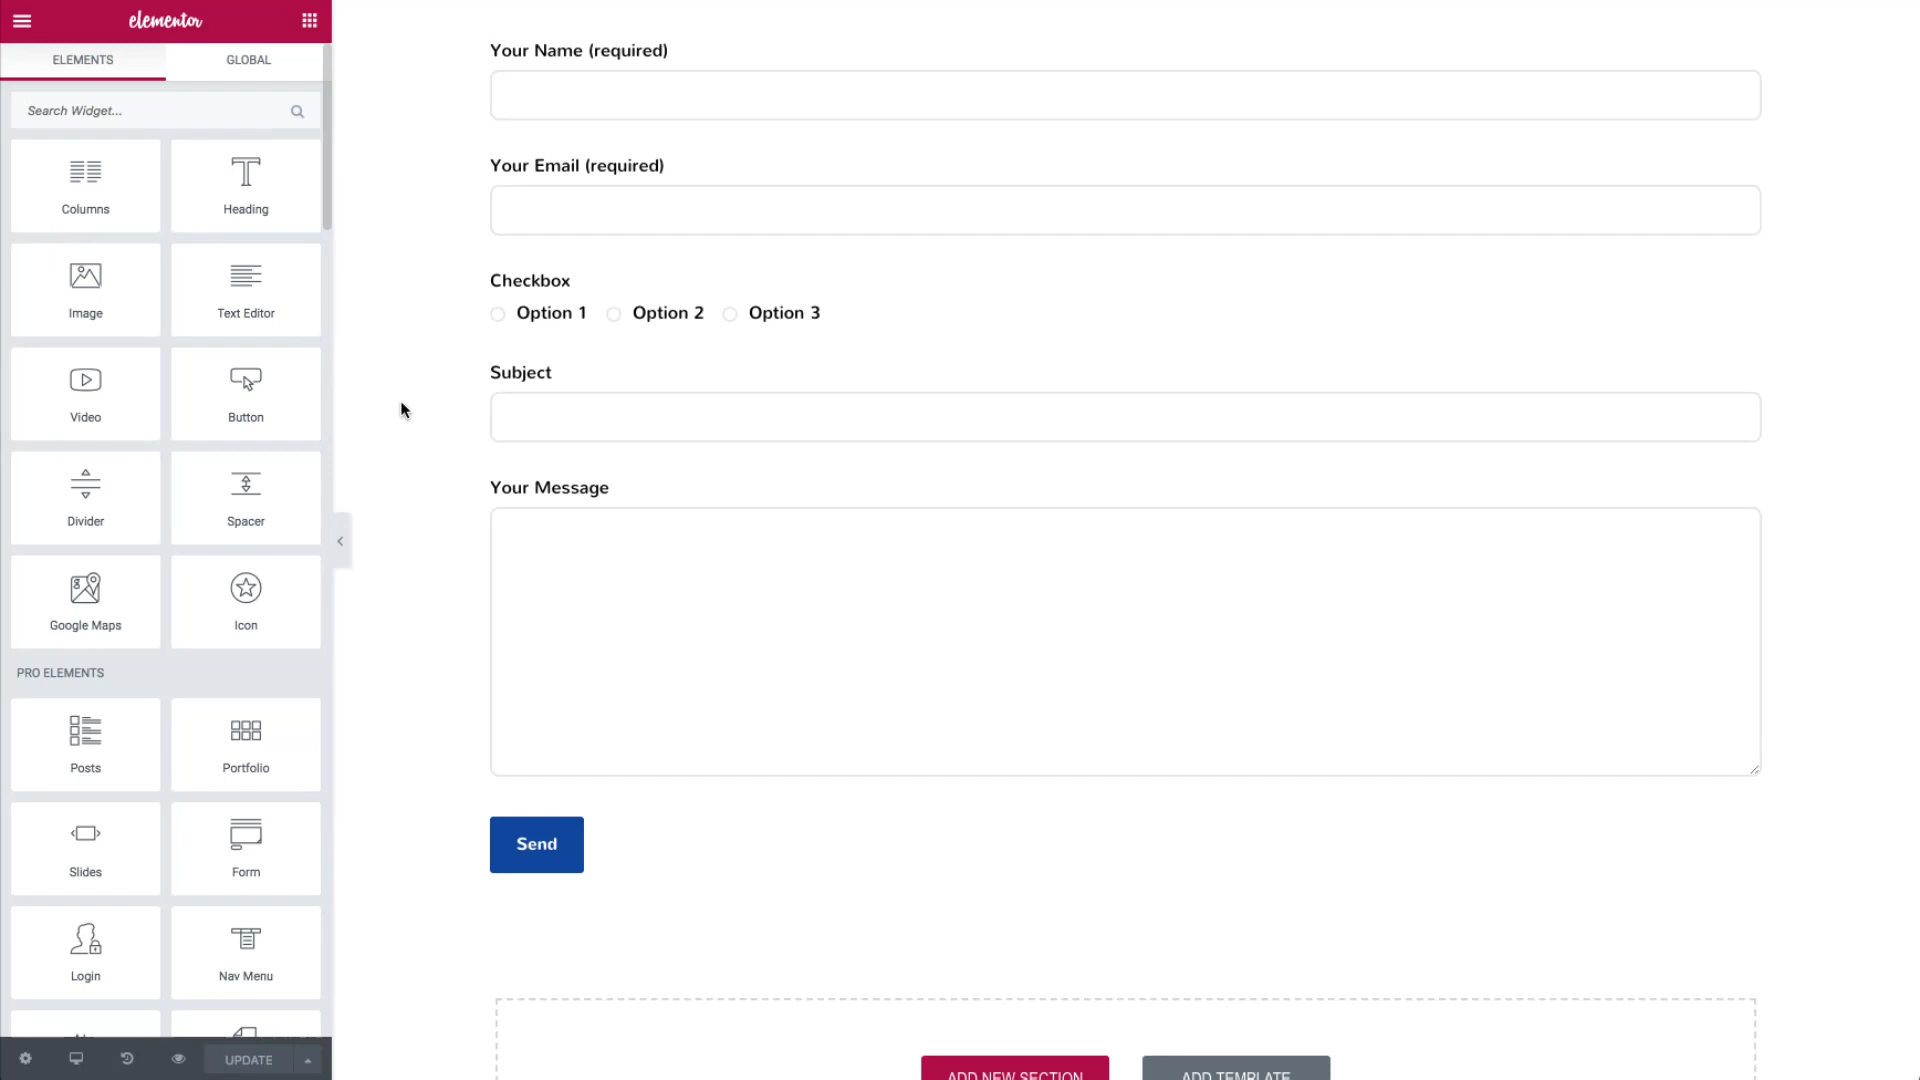 elementor
ELEMENTS
GLOBAL
Search Widget...
Columns
Heading
Image
Text Editor
Video
Button
Divider
Spacer
Google Maps
Icon
PRO ELEMENTS
Posts
Portfolio
Slides
Form
Login
Nav Menu
UPDATE
Your Name (required)
Your Email (required)
Checkbox
Option 1 Option 2 Option 3
Subject
Your Message
Send
ADD NEW SECTION
ADD TEMPLATE